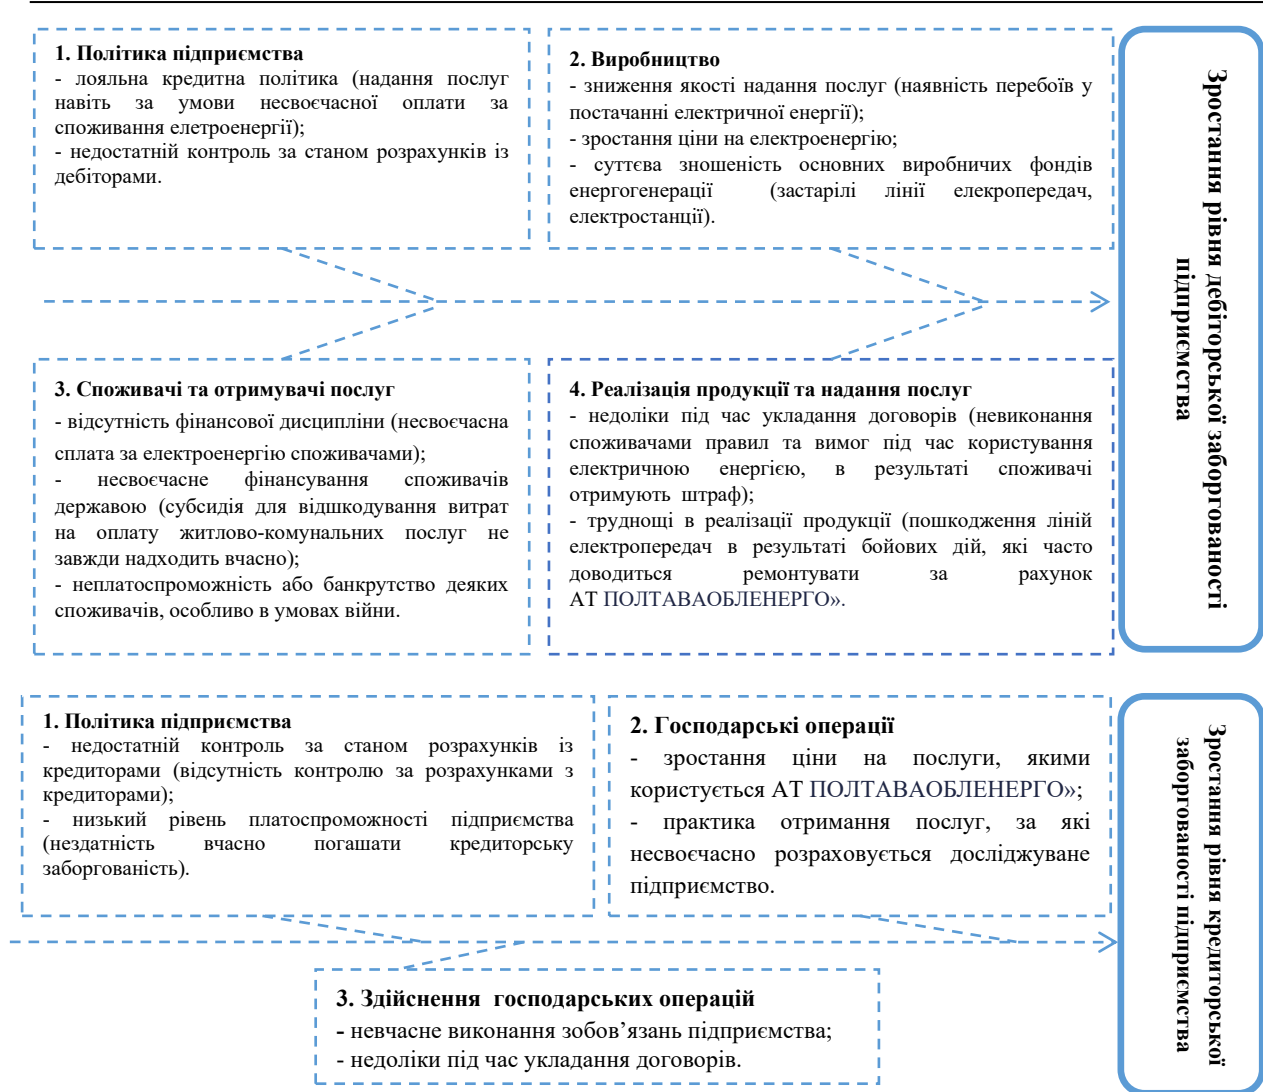 1. Політика підприємства
- лояльна кредитна політика (надання послуг
навіть за умови несвоєчасної оплати за
споживання елетроенергії);
- недостатній контроль за станом розрахунків із
дебіторами.
2. Виробництво
- зниження якості надання послуг (наявність перебоїв у
постачанні електричної енергії);
- зростання ціни на електроенергію;
- суттєва зношеність основних виробничих фондів
енергогенерації (застарілі лінії елекропередач,
електростанції).
3. Споживачі та отримувачі послуг
- відсутність фінансової дисципліни (несвоєчасна
сплата за електроенергію споживачами);
- несвоєчасне фінансування споживачів
державою (субсидія для відшкодування витрат
на оплату житлово-комунальних послуг не
завжди надходить вчасно);
- неплатоспроможність або банкрутство деяких
споживачів, особливо в умовах війни.
4. Реалізація продукції та надання послуг
- недоліки під час укладання договорів (невиконання
споживачами правил та вимог під час користування
електричною енергією, в результаті споживачі
отримують штраф);
- труднощі в реалізації продукції (пошкодження ліній
електропередач в результаті бойових дій, які часто
доводиться ремонтувати за рахунок
АТ ПОЛТАВАОБЛЕНЕРГО».
Зростання рівня дебіторської заборгованості
підприємства
1. Політика підприємства
- недостатній контроль за станом розрахунків із
кредиторами (відсутність контролю за розрахунками з
кредиторами);
- низький рівень платоспроможності підприємства
(нездатність вчасно погашати кредиторську
заборгованість).
2. Господарські операції
- зростання ціни на послуги, якими
користується АТ ПОЛТАВАОБЛЕНЕРГО»;
- практика отримання послуг, за які
несвоєчасно розраховується досліджуване
підприємство.
3. Здійснення господарських операцій
- невчасне виконання зобов’язань підприємства;
- недоліки під час укладання договорів.
Зростання рівня кредиторської
заборгованості підприємства